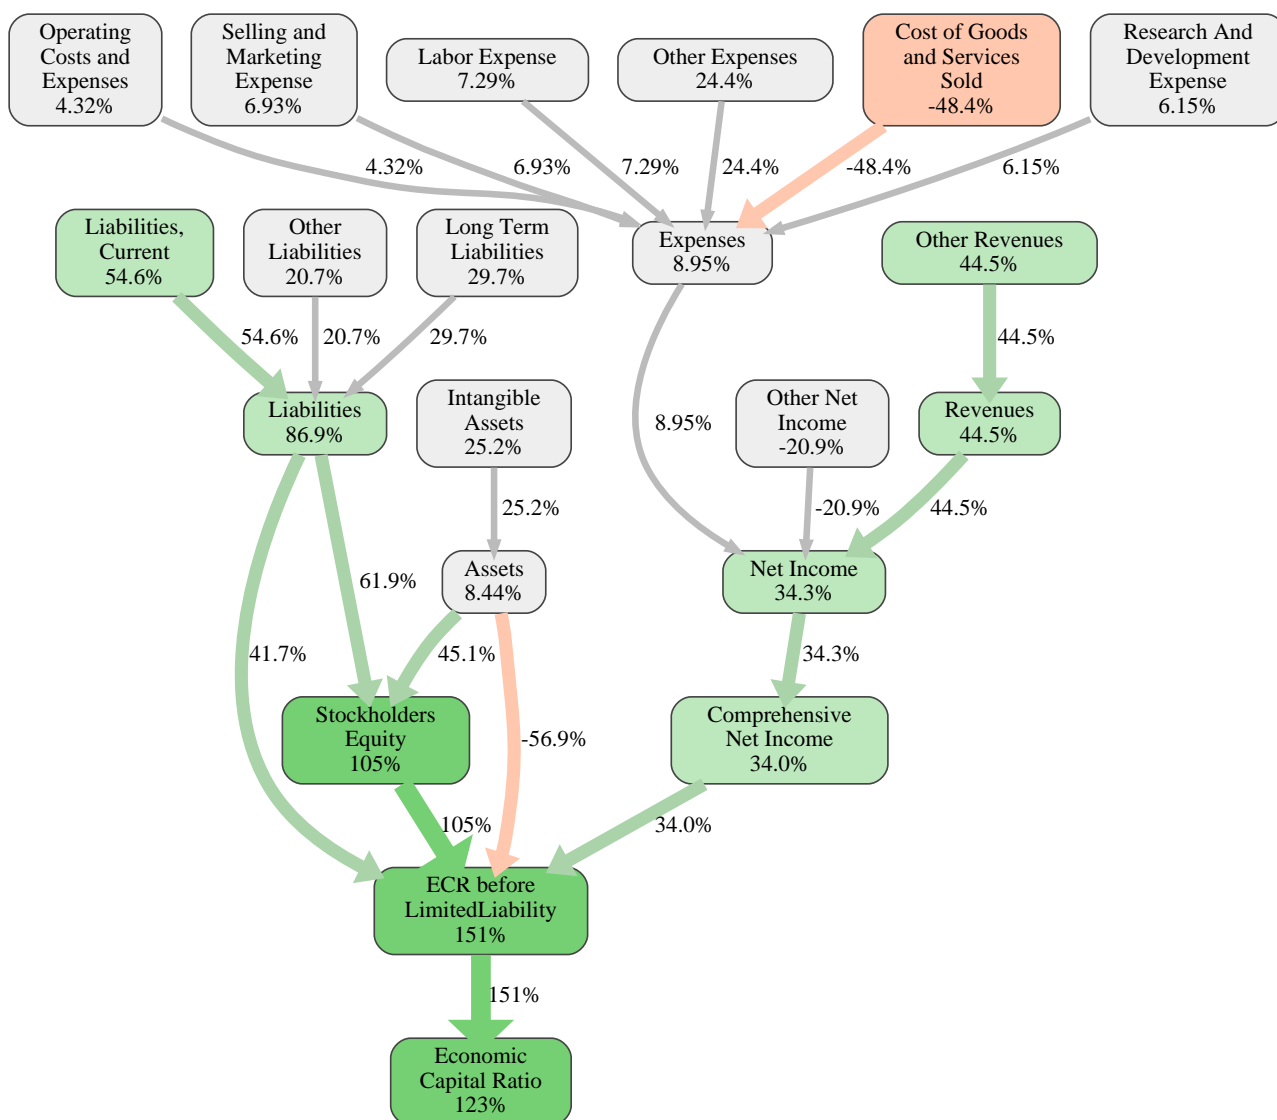 Operating
Costs and
Expenses
4.32%
Selling and
Marketing
Expense
6.93%
Labor Expense
7.29%
Other Expenses
24.4%
Cost of Goods
and Services
Sold
-48.4%
Research And
Development
Expense
6.15%
4.32%
6.93%
7.29%
24.4%
-48.4%
6.15%
Liabilities,
Current
54.6%
Other
Liabilities
20.7%
Long Term
Liabilities
29.7%
Expenses
8.95%
Other Revenues
44.5%
54.6%
20.7%
29.7%
44.5%
Liabilities
86.9%
Intangible
Assets
25.2%
8.95%
Other Net
Income
-20.9%
Revenues
44.5%
25.2%
-20.9%
44.5%
61.9%
Assets
8.44%
Net Income
34.3%
41.7%
45.1%
34.3%
Stockholders
Equity
105%
-56.9%
Comprehensive
Net Income
34.0%
105%
34.0%
ECR before
LimitedLiability
151%
151%
Economic
Capital Ratio
123%